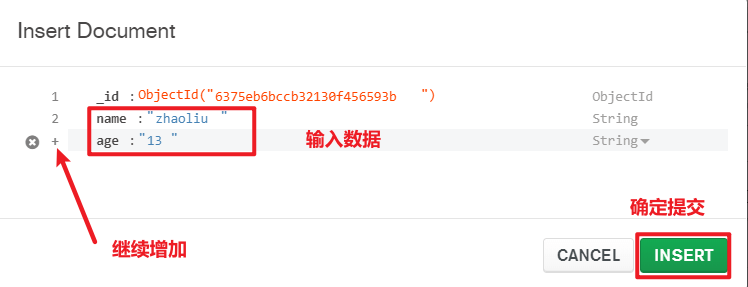 Insert Document
1 _id :ObjectId("6375eb6bccb32130f456593b ") ObjectId
2 name :"zhaoliu " String
+ age :"13 " String
输入数据
继续增加
确定提交
CANCEL INSERT